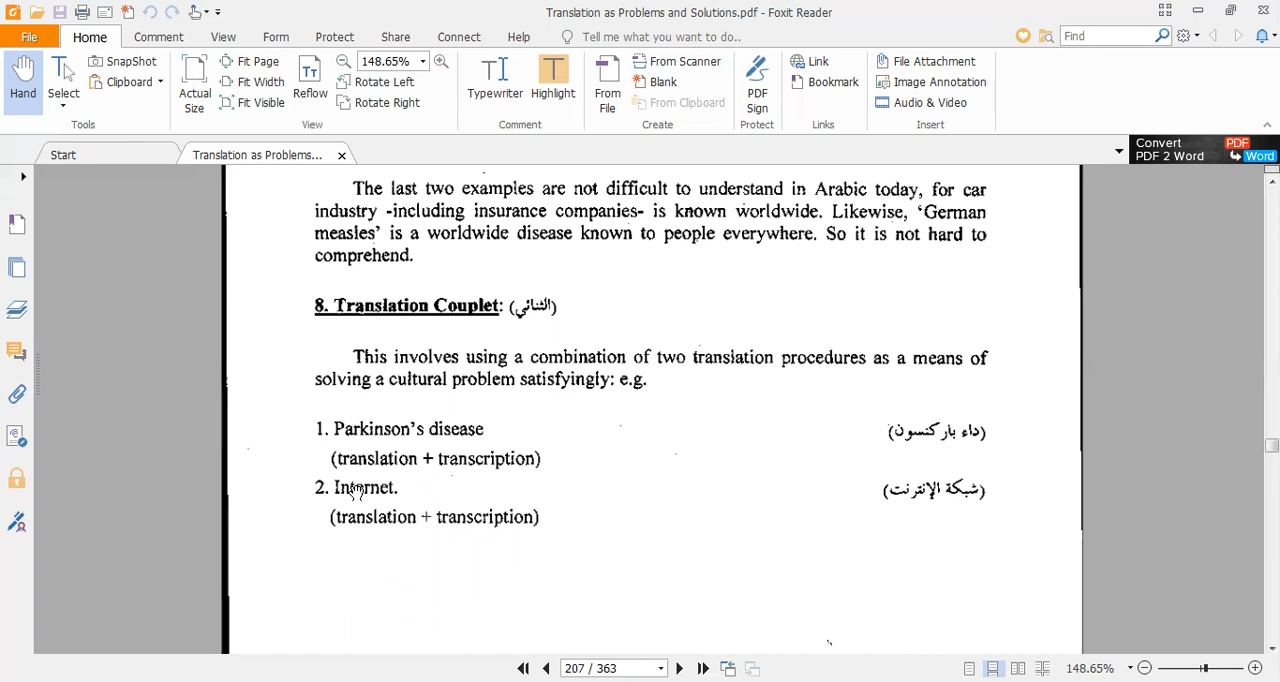 Translation as Problems and Solutions.pdf - Foxit Reader
File Home Comment View Form Protect Share Connect Help Tell me what you want to do.. Find
Hand
Select
SnapShot
Clipboard
Tools
Actual Size
Fit Page
Fit Width
Fit Visible
Reflow
148.65%
Rotate Left
Rotate Right
View
Typewriter
Highlight
Comment
From File
From Scanner
Blank
From Clipboard
Create
PDF Sign
Protect
Link
Bookmark
Links
File Attachment
Image Annotation
Audio & Video
Insert
Start Translation as Problems...
Convert PDF
PDF 2 Word Word
The last two examples are not difficult to understand in Arabic today, for car
industry -including insurance companies- is known worldwide. Likewise, ‘German
measles’ is a worldwide disease known to people everywhere. So it is not hard to
comprehend.
8. Translation Couplet: (الثنائي)
This involves using a combination of two translation procedures as a means of
solving a cultural problem satisfyingly: e.g.
1. Parkinson’s disease (داء باركنسون)
(translation + transcription)
2. Internet. (شبكة الإنترنت)
(translation + transcription)
207 / 363
148.65%